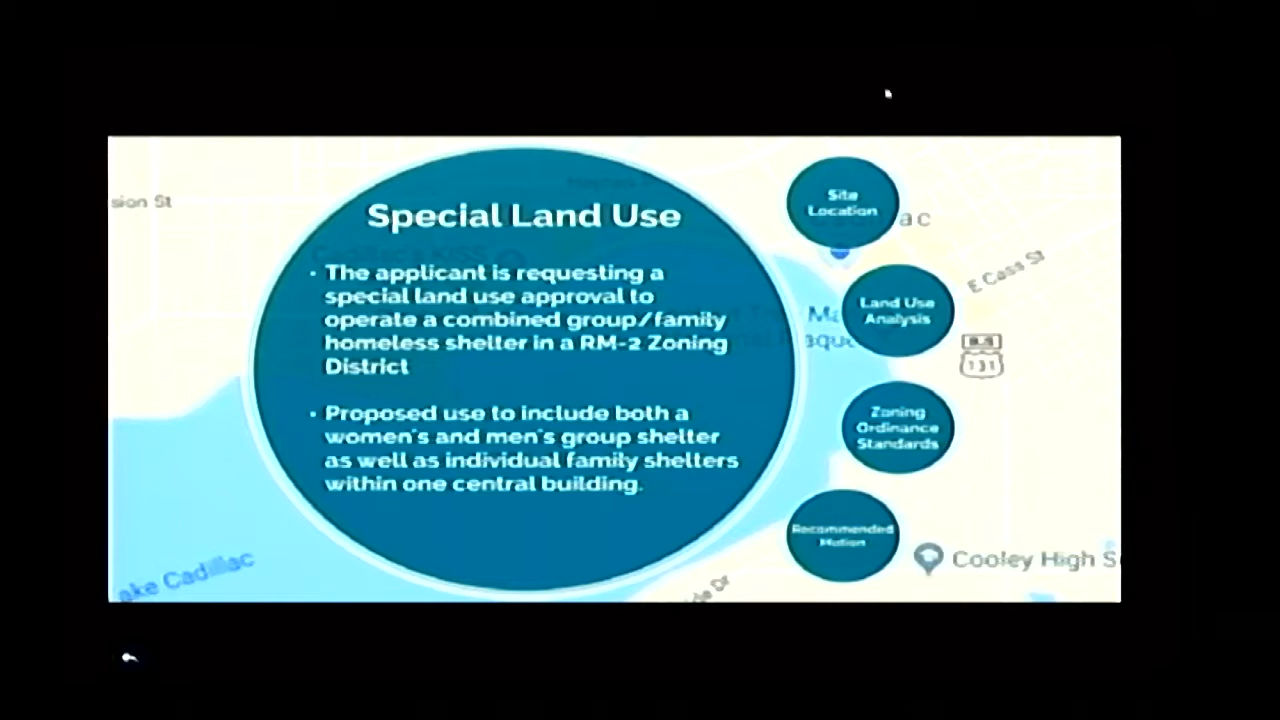 sion St
Special Land Use
· The applicant is requesting a
special land use approval to
operate a combined group/family
homeless shelter in a RM-2 Zoning
District
· Proposed use to include both a
women's and men's group shelter
as well as individual family shelters
within one central building.
Site
Location
ac
E Cass St
Land Use
Analysis
131
Zoning
Ordinance
Standards
Recommended
Motion
Cooley High S
ake Cadillac
ide Dr